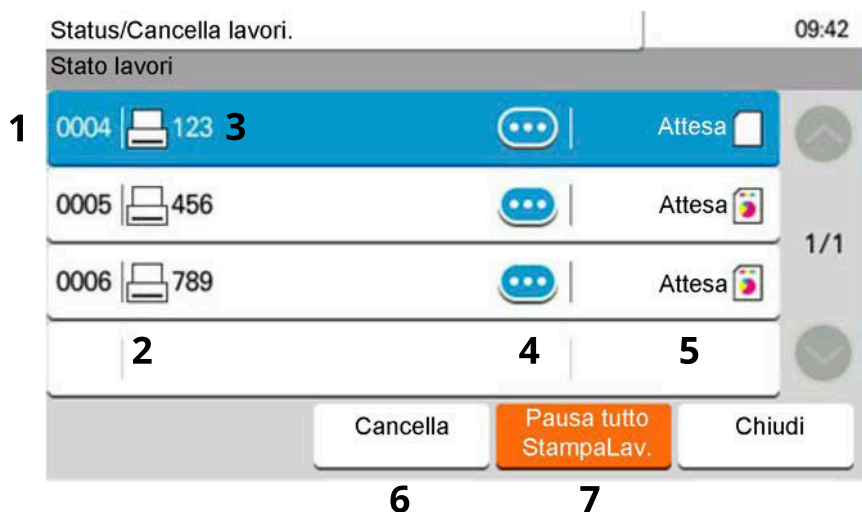 Status/Cancella lavori.
09:42
Stato lavori
1 0004 123 3 Attesa
0005 456 Attesa
1/1
0006 789 Attesa
2 4 5
Cancella
Pausa tutto
StampaLav.
Chiudi
6 7